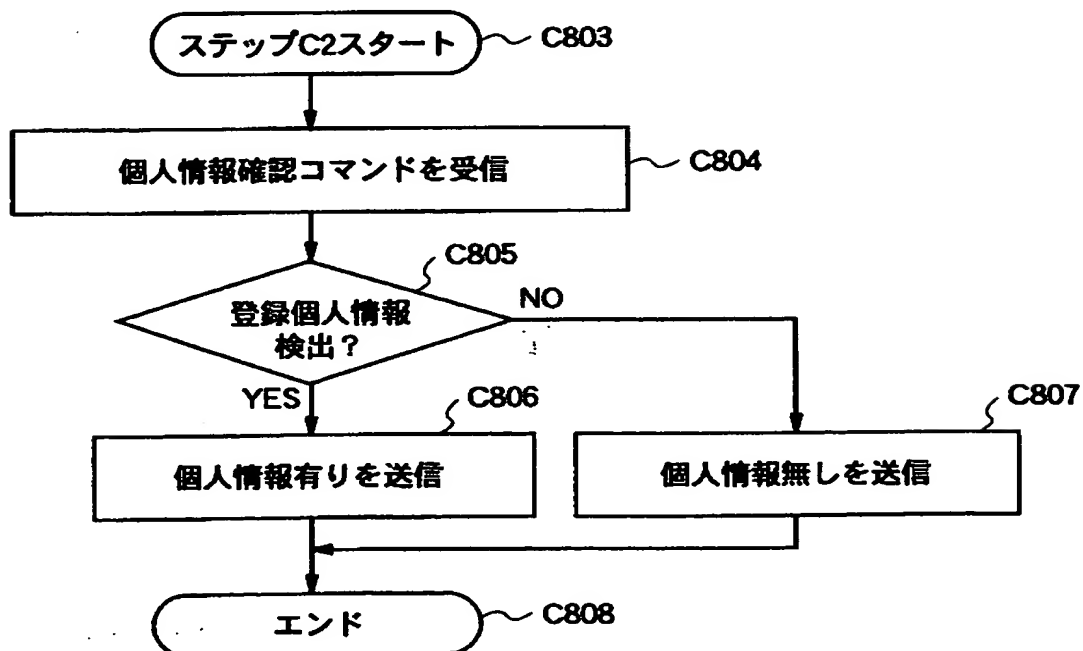 ステップC2スタート
C803
個人情報確認コマンドを受信
C804
C805
登録個人情報
検出?
NO
YES
C806
個人情報有りを送信
C807
個人情報無しを送信
エンド
C808